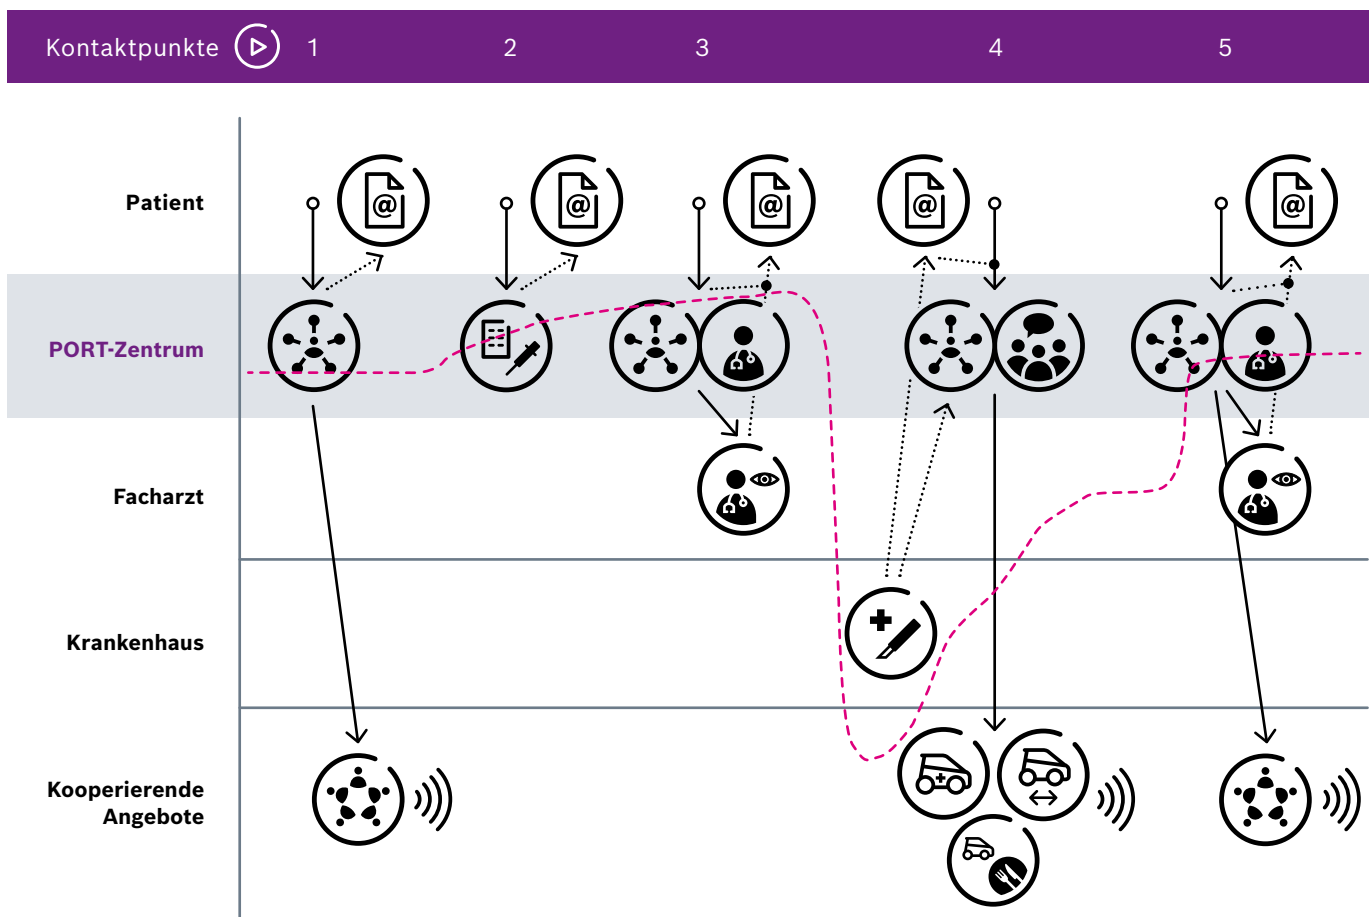 Kontaktpunkte 1 2 3 4 5
Patient
@ @ @ @ @
PORT-Zentrum
Facharzt
Krankenhaus
Kooperierende
Angebote